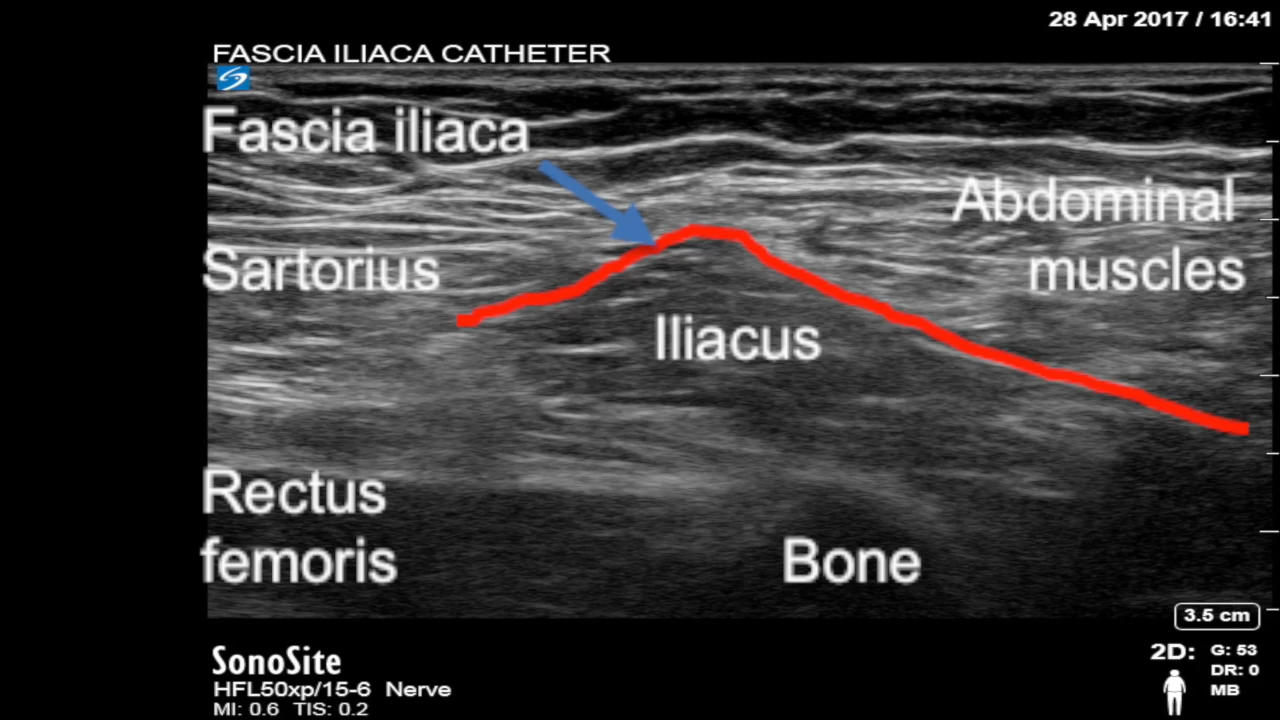 28 Apr 2017 / 16:41
FASCIA ILIACA CATHETER
Fascia iliaca
Abdominal
muscles
Sartorius
Iliacus
Rectus
femoris
Bone
3.5 cm
SonoSite
HFL50xp/15-6 Nerve
MI: 0.6 TIS: 0.2
2D:
G: 53
DR: 0
MB